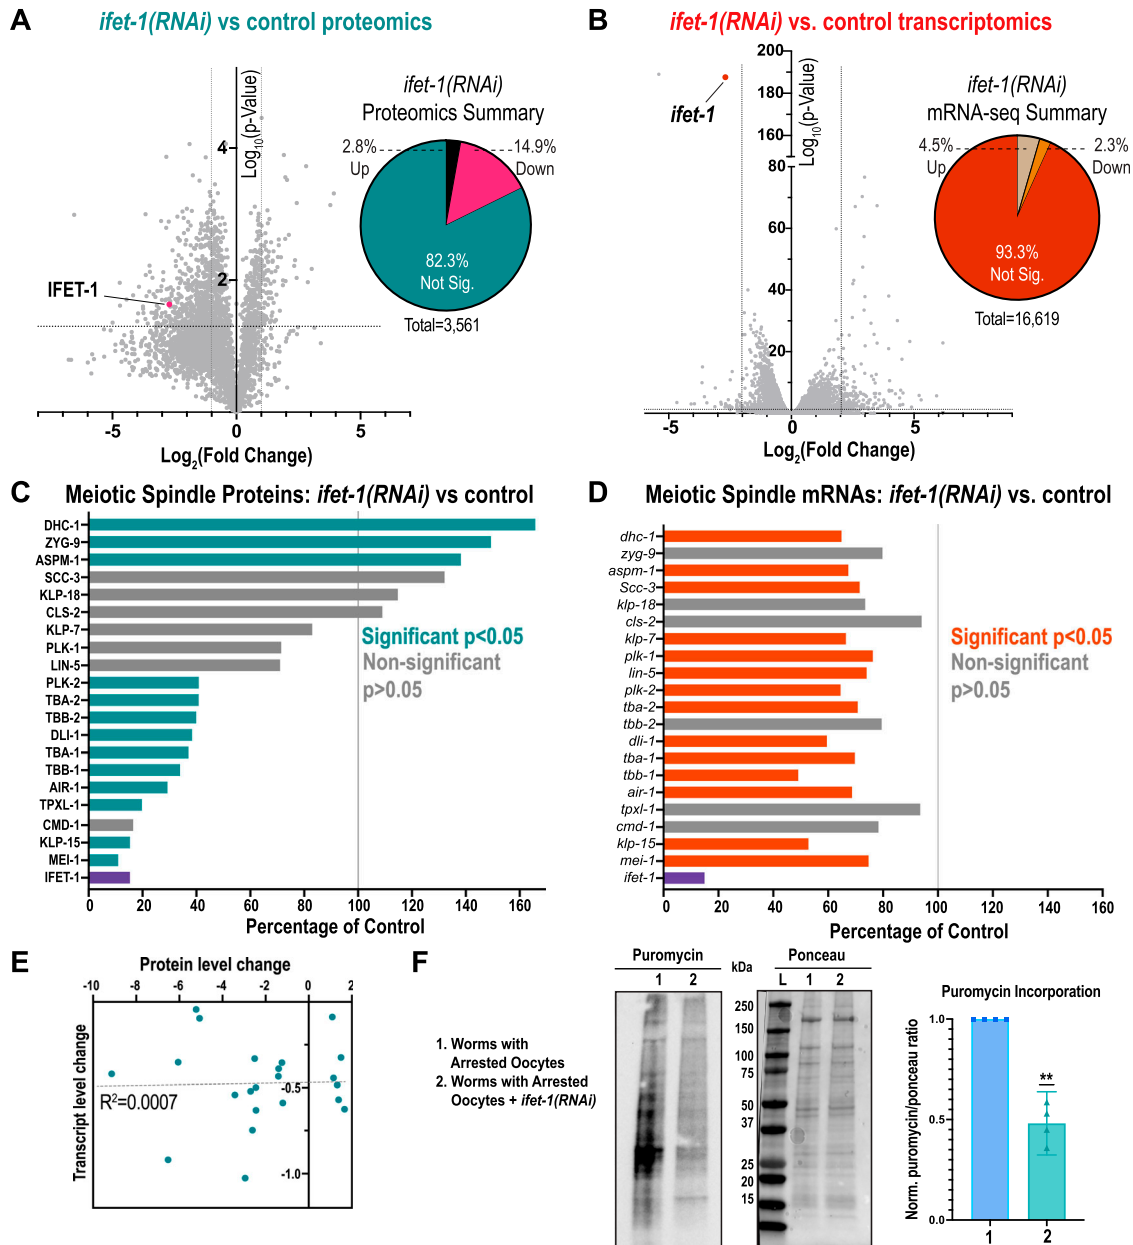 A
ifet-1(RNAi) vs control proteomics
Log10(p-Value)
4
2
IFET-1
-5
0
5
Log2(Fold Change)
ifet-1(RNAi)
Proteomics Summary
2.8%
Up
14.9%
Down
82.3%
Not Sig.
Total=3,561
B
ifet-1(RNAi) vs. control transcriptomics
Log10(p-Value)
200
190
180
160
80
60
40
20
ifet-1
-5
0
5
Log2(Fold Change)
ifet-1(RNAi)
mRNA-seq Summary
4.5%
Up
2.3%
Down
93.3%
Not Sig.
Total=16,619
C
Meiotic Spindle Proteins: ifet-1(RNAi) vs control
DHC-1
ZYG-9
ASPM-1
SCC-3
KLP-18
CLS-2
KLP-7
PLK-1
LIN-5
PLK-2
TBA-2
TBB-2
DLI-1
TBA-1
TBB-1
AIR-1
TPXL-1
CMD-1
KLP-15
MEI-1
IFET-1
Significant p<0.05
Non-significant
p>0.05
0 20 40 60 80 100 120 140 160
Percentage of Control
D
Meiotic Spindle mRNAs: ifet-1(RNAi) vs. control
dhc-1
zyg-9
aspm-1
Scc-3
klp-18
cls-2
klp-7
plk-1
lin-5
plk-2
tba-2
tbb-2
dli-1
tba-1
tbb-1
air-1
tpxl-1
cmd-1
klp-15
mei-1
ifet-1
Significant p<0.05
Non-significant
p>0.05
0 20 40 60 80 100 120 140 160
Percentage of Control
E
Protein level change
-10 -8 -6 -4 -2 0 2
Transcript level change
-0.5
-1.0
R2=0.0007
F
1. Worms with
Arrested Oocytes
2. Worms with Arrested
Oocytes + ifet-1(RNAi)
Puromycin
1 2
kDa
250
150
100
75
50
37
25
20
15
Ponceau
L 1 2
Puromycin Incorporation
Norm. puromycin/ponceau ratio
1.0
0.5
0.0
**
1 2